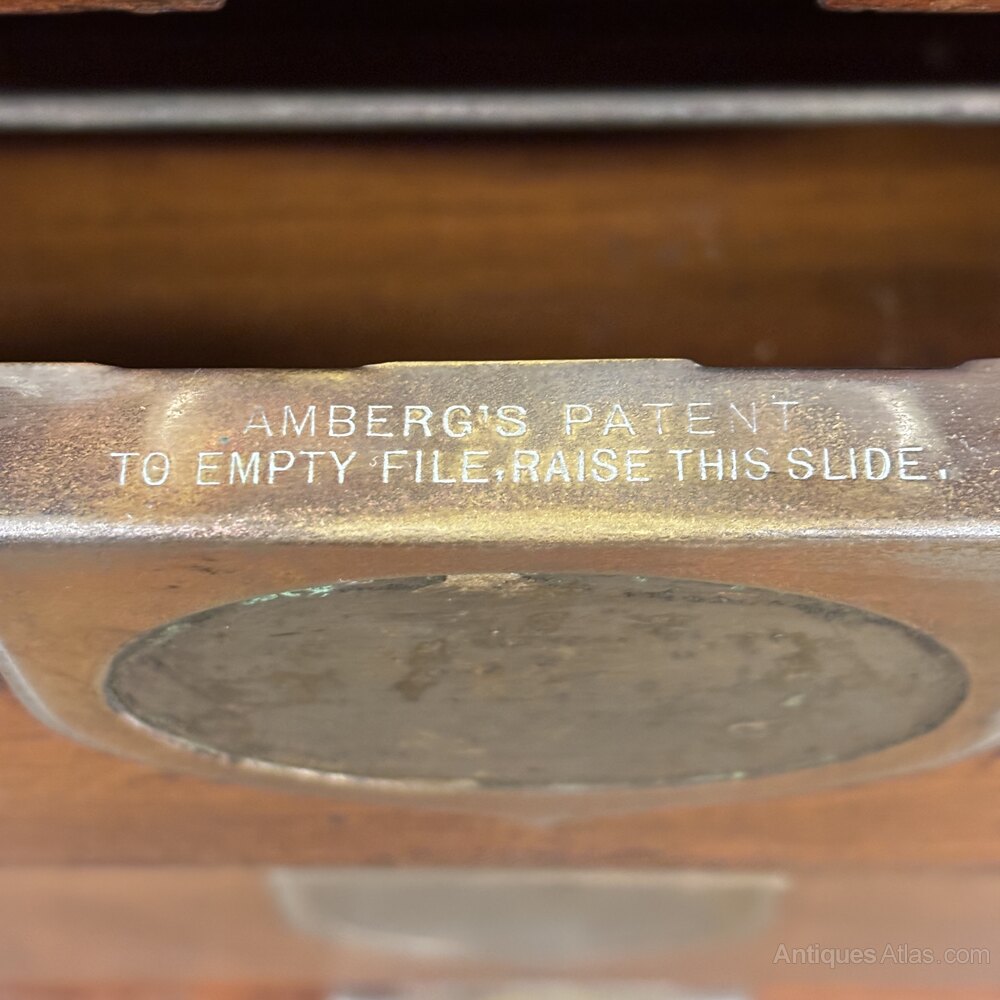 AMBERG'S PATENT
TO EMPTY FILE, RAISE THIS SLIDE.
AntiquesAtlas.com